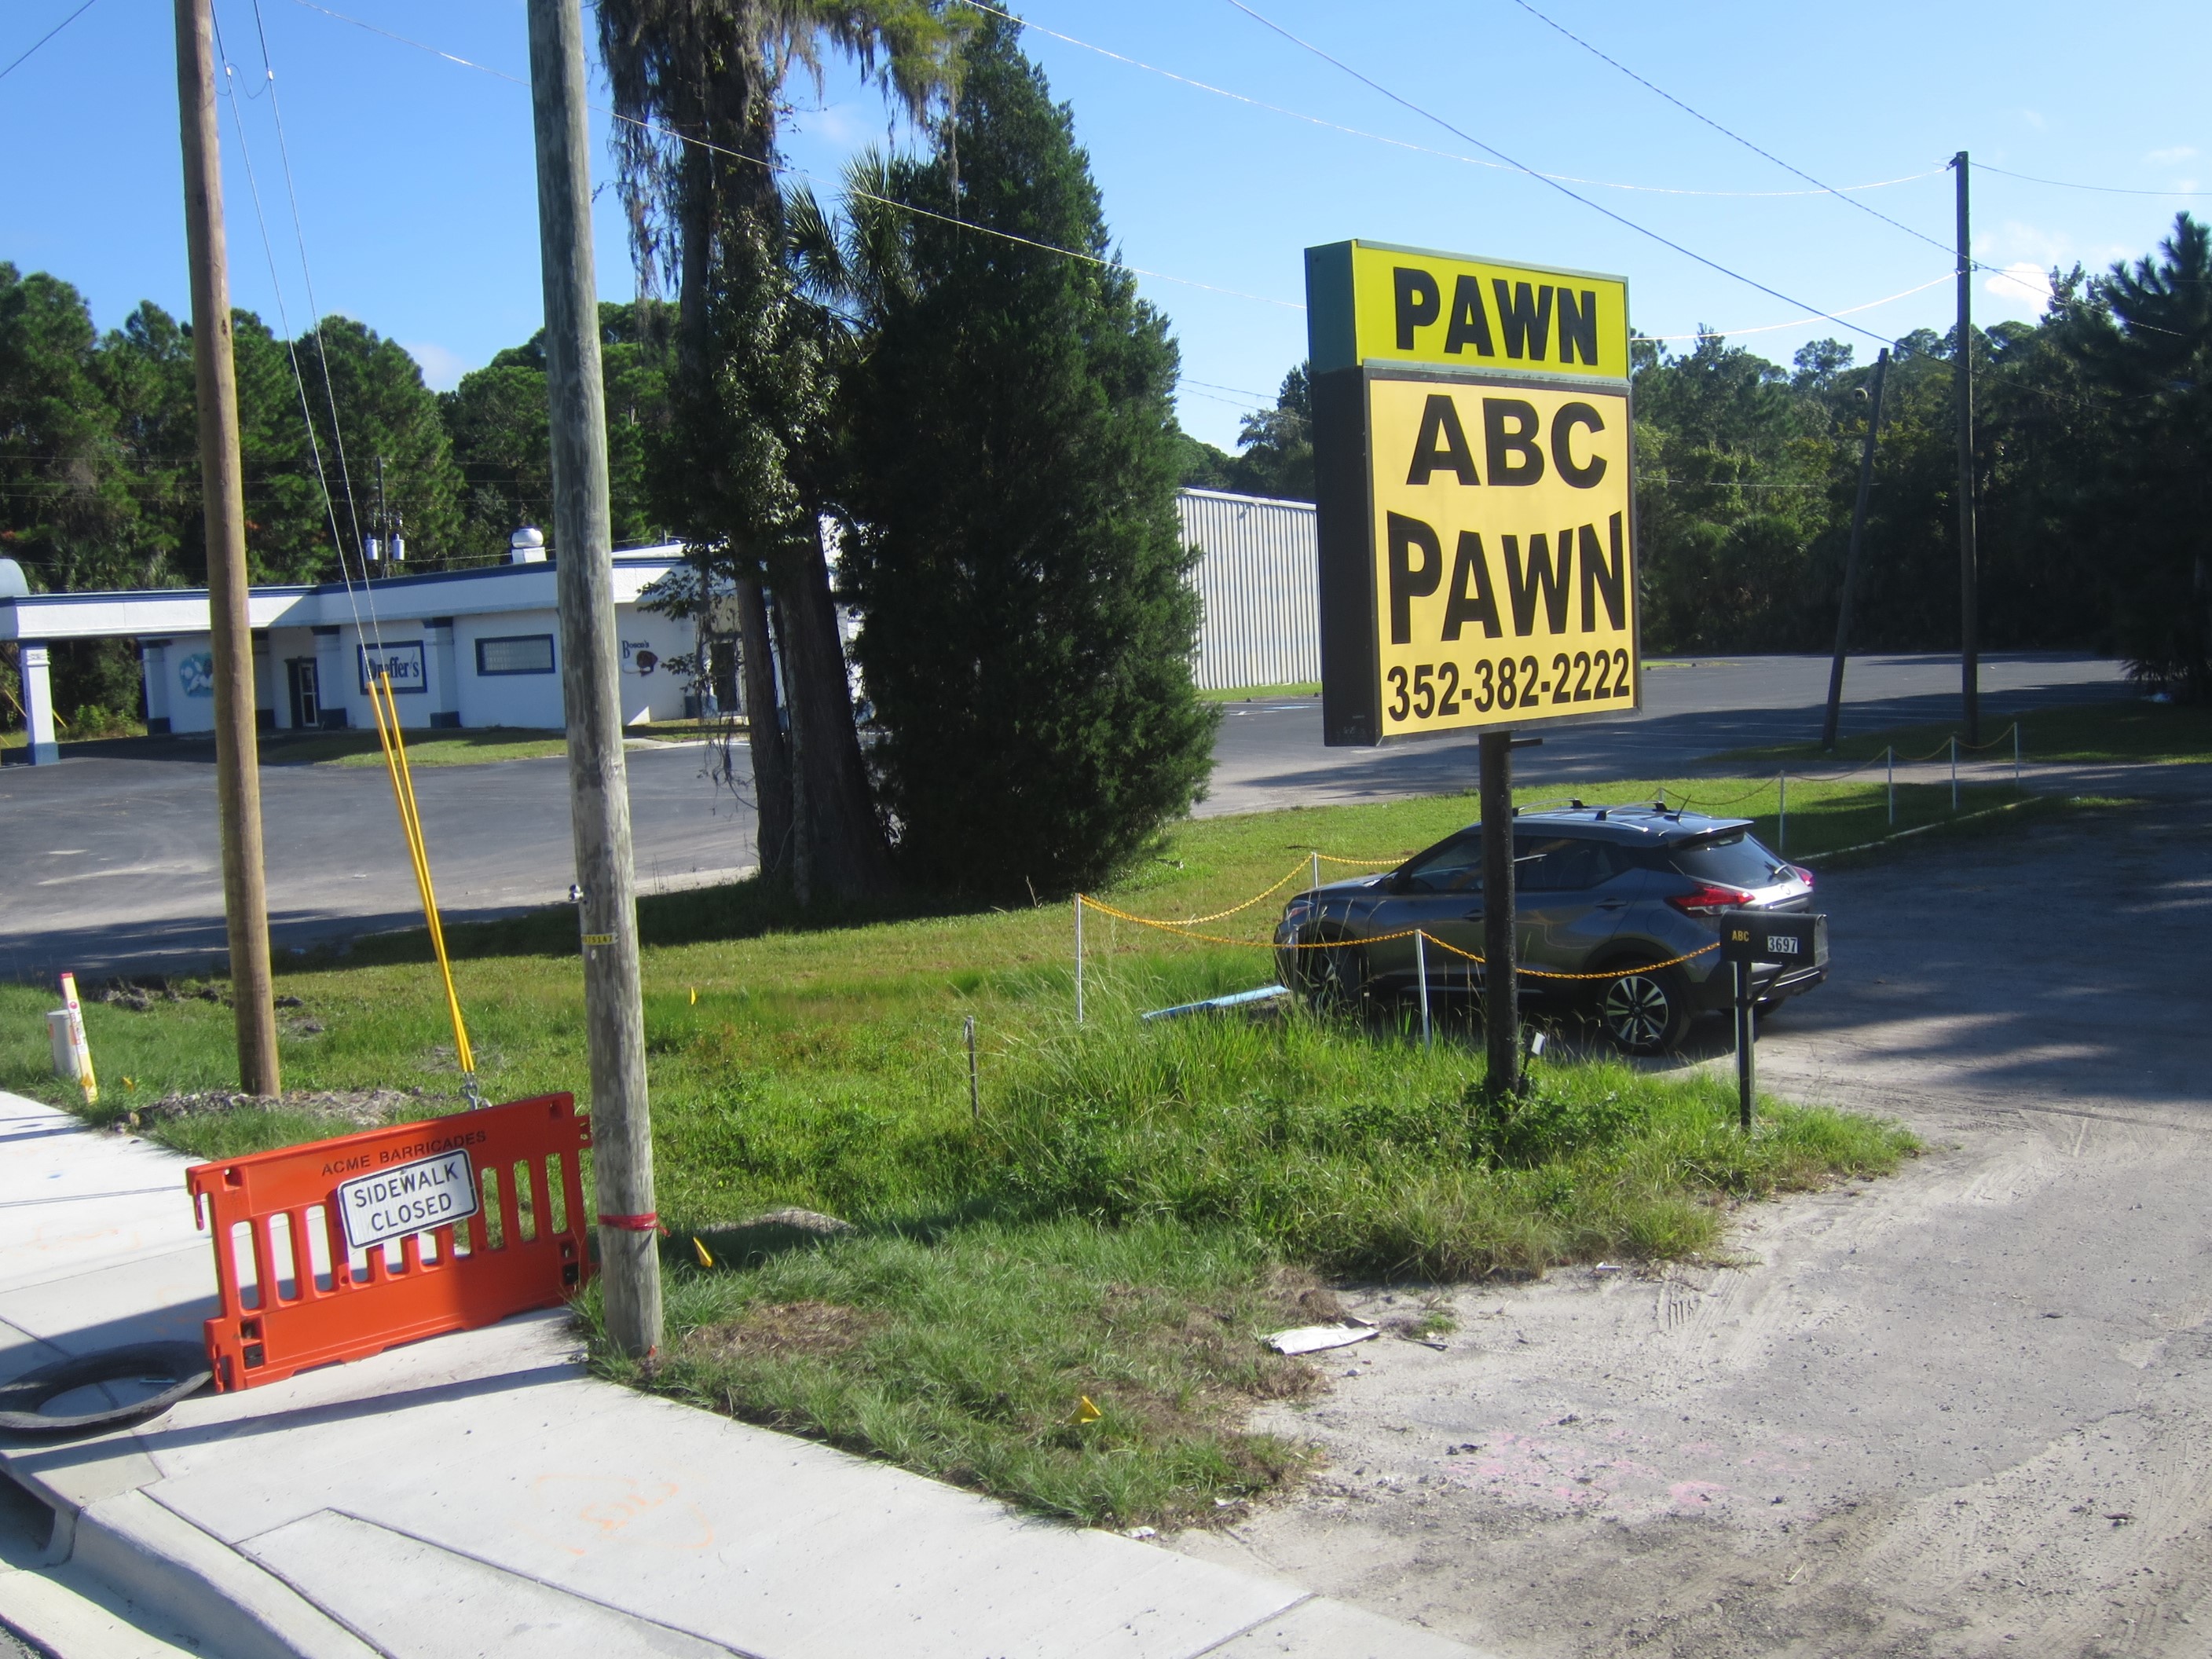 PAWN
ABC
PAWN
352-382-2222
ABC
3697
ACME BARRICADES
SIDEWALK
CLOSED